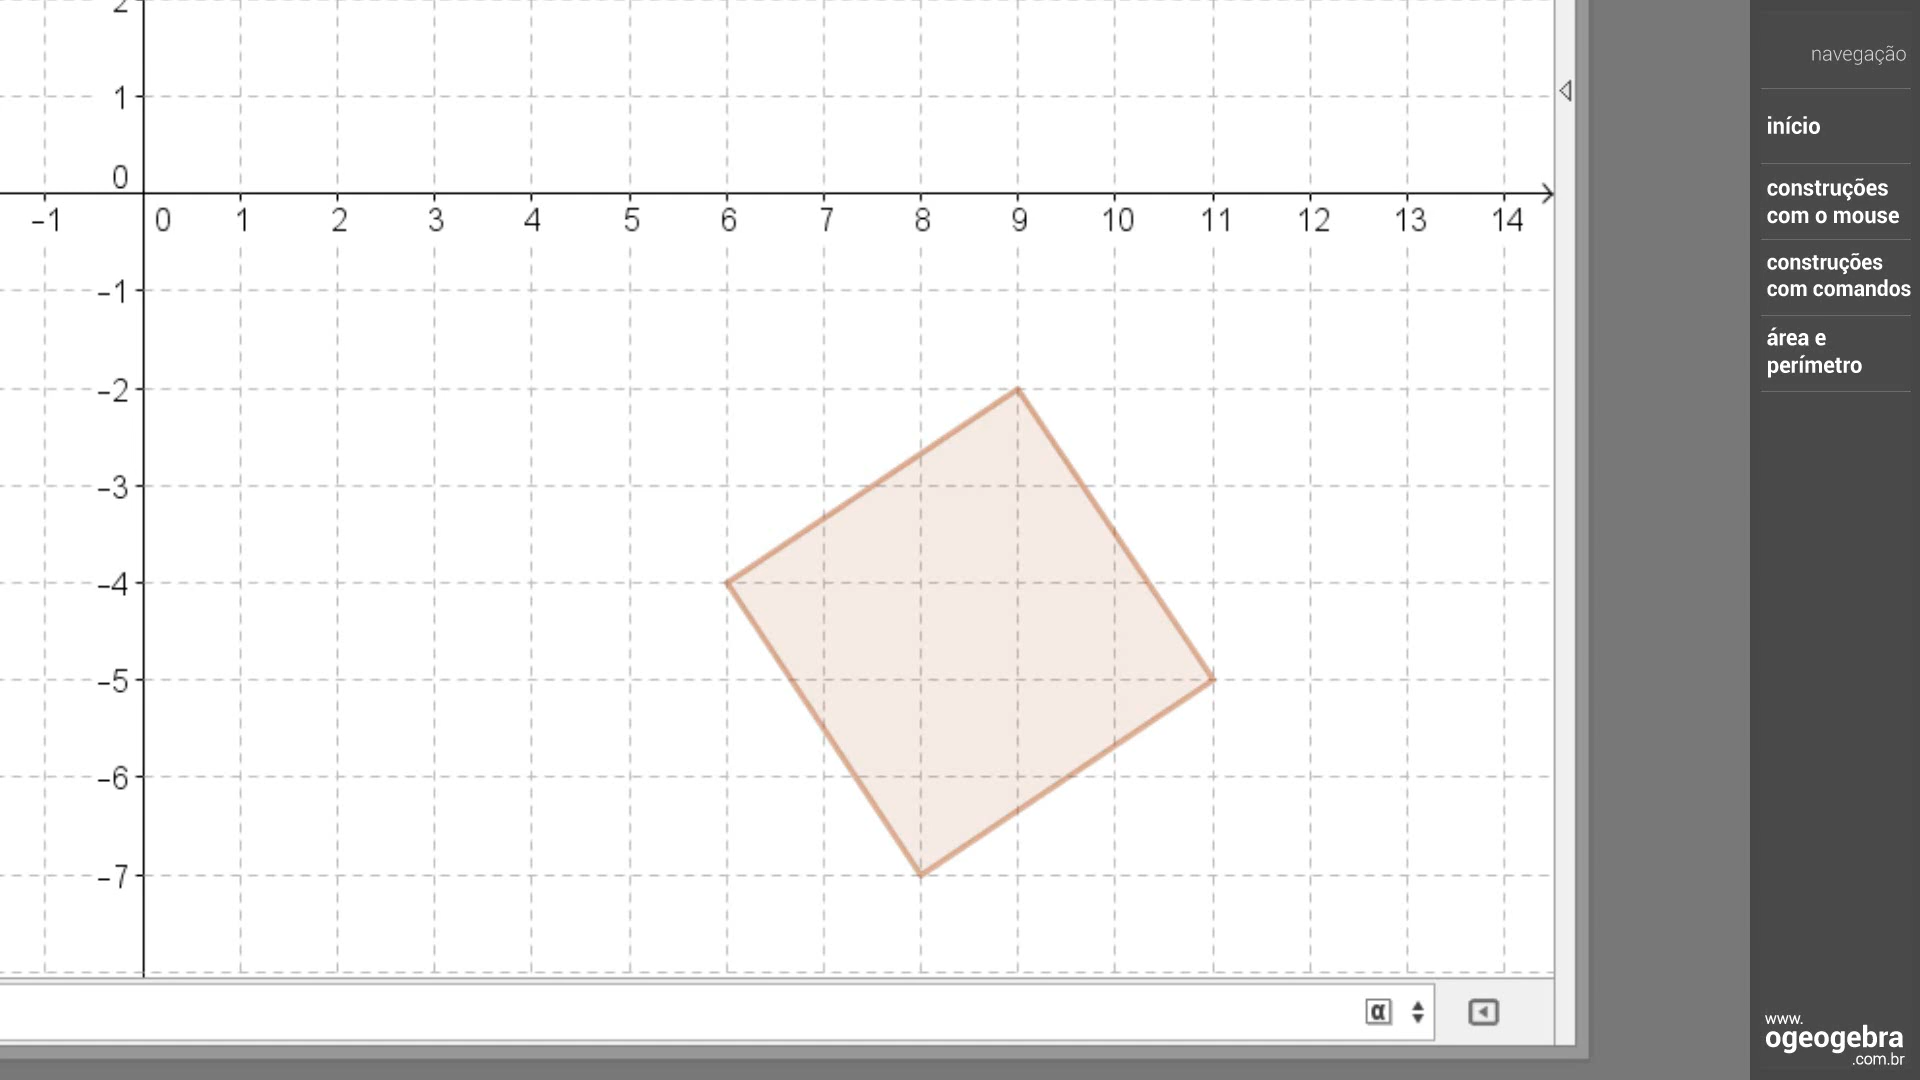 2
1
0
-1 0 1 2 3 4 5 6 7 8 9 10 11 12 13 14
-1
-2
-3
-4
-5
-6
-7
α
navegação
início
construções
com o mouse
construções
com comandos
área e
perímetro
www.
ogeogebra
.com.br